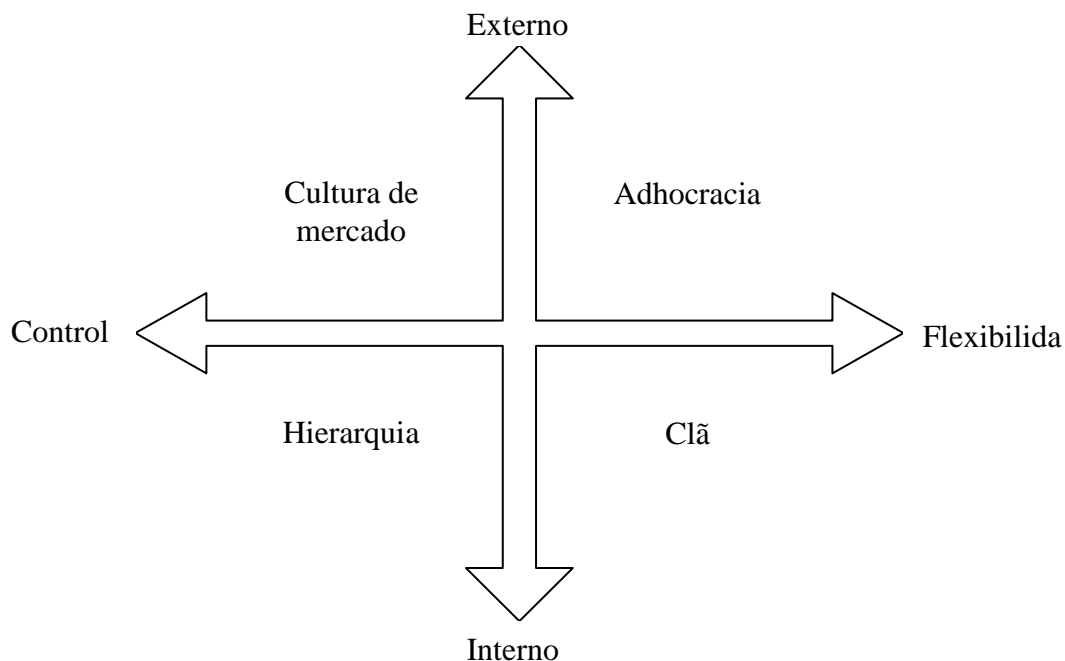 Externo
Cultura de
mercado
Adhocracia
Control
Flexibilida
Hierarquia
Clã
Interno